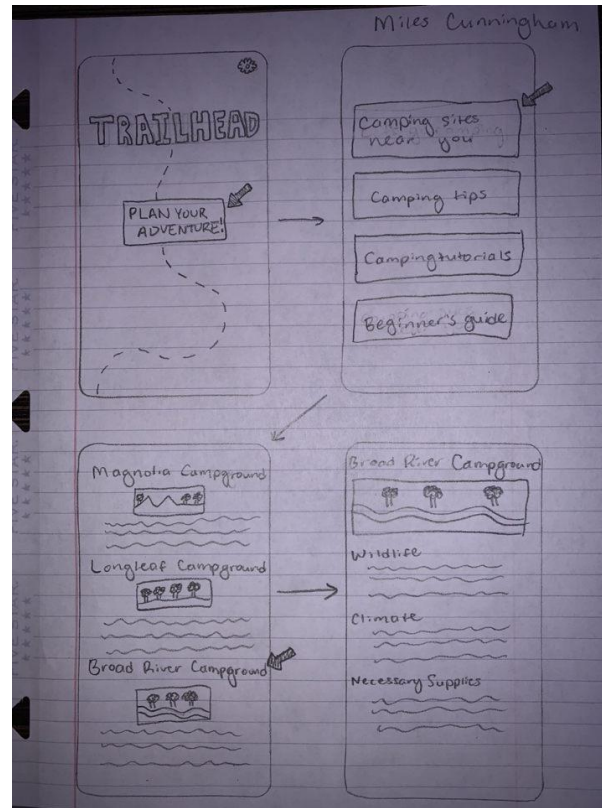 Miles Cunningham
TRAILHEAD
PLAN YOUR
ADVENTURE!
Camping sites
near you
Camping tips
Camping tutorials
Beginner's guide
Magnolia Campground
Longleaf Campground
Broad River Campground
Broad River Campground
Wildlife
Climate
Necessary Supplies